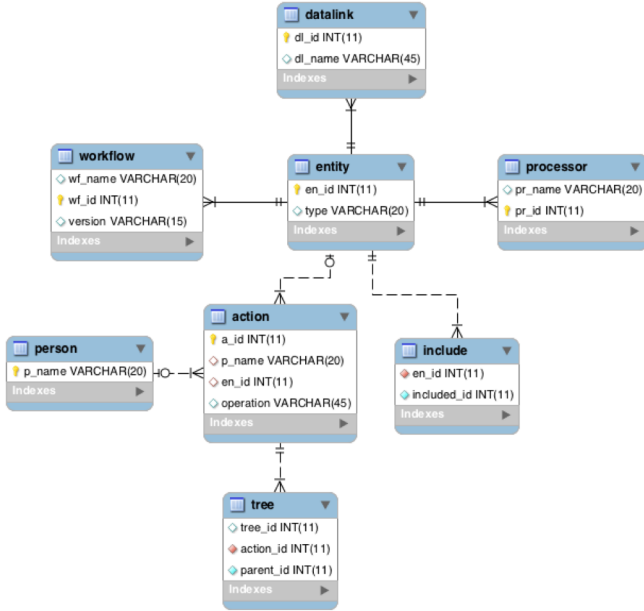 datalink
dl_id INT(11)
dl_name VARCHAR(45)
Indexes
workflow
wf_name VARCHAR(20)
wf_id INT(11)
version VARCHAR(15)
Indexes
entity
en_id INT(11)
type VARCHAR(20)
Indexes
processor
pr_name VARCHAR(20)
pr_id INT(11)
Indexes
person
p_name VARCHAR(20)
Indexes
action
a_id INT(11)
p_name VARCHAR(20)
en_id INT(11)
operation VARCHAR(45)
Indexes
include
en_id INT(11)
included_id INT(11)
Indexes
tree
tree_id INT(11)
action_id INT(11)
parent_id INT(11)
Indexes